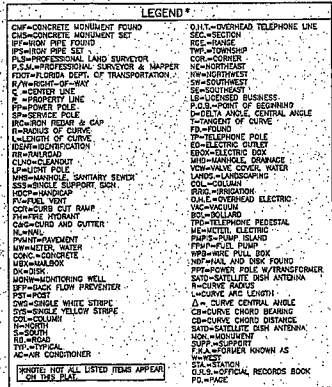 LEGEND*
CMF=CONCRETE MONUMENT FOUND
CMS=CONCRETE MONUMENT SET
IPF=IRON PIPE FOUND
IPS=IRON PIPE SET
PLS=PROFESSIONAL LAND SURVEYOR
P.S.M.=PROFESSIONAL SURVEYOR & MAPPER
FDOT=FLORIDA DEPT. OF TRANSPORTATION
R/W=RIGHT-OF-WAY
=CENTER LINE
=PROPERTY LINE
PP=POWER POLE
SP=SERVICE POLE
IRC=IRON REBAR & CAP
R=RADIUS OF CURVE
L=LENGTH OF CURVE
IDENT=IDENTIFICATION
RR=RAILROAD
CLNO=CLEANOUT
LP=LIGHT POLE
MHS=MANHOLE, SANITARY SEWER
SSS=SINGLE SUPPORT SIGN
HDCP=HANDICAP
FV=FUEL VENT
CCR=CURB CUT RAMP
FH=FIRE HYDRANT
C&G=CURB AND GUTTER
NL=NAIL
PVMNT=PAVEMENT
MW=METER, WATER
CONC.=CONCRETE
MBX=MAILBOX
DK=DISK
MONW=MONITORING WELL
BFP=BACK FLOW PREVENTER
PST=POST
SWS=SINGLE WHITE STRIPE
SYS=SINGLE YELLOW STRIPE
COL=COLUMN
N=NORTH
S=SOUTH
RD.=ROAD
TYP.=TYPICAL
AC=AIR CONDITIONER
*NOTE: NOT ALL LISTED ITEMS APPEAR
ON THIS PLAT.
O.H.T.=OVERHEAD TELEPHONE LINE
SEC.=SECTION
RGE.=RANGE
TWP.=TOWNSHIP
COR.=CORNER
NE=NORTHEAST
NW=NORTHWEST
SW=SOUTHWEST
SE=SOUTHEAST
LB=LICENSED BUSINESS
P.O.B.=POINT OF BEGINNING
D=DELTA ANGLE, CENTRAL ANGLE
T=TANGENT OF CURVE
FD.=FOUND
TP=TELEPHONE POLE
EO=ELECTRIC OUTLET
EBOX=ELECTRIC BOX
MHD=MANHOLE, DRAINAGE
VCW=VALVE COVER, WATER
LANDS.=LANDSCAPING
COL.=COLUMN
IRRIG.=IRRIGATION
O.H.E.=OVERHEAD ELECTRIC
VAC=VACUUM
BOL=BOLLARD
TPD=TELEPHONE PEDESTAL
ME=METER, ELECTRIC
PMPIS=PUMP ISLAND
FPMP=FUEL PUMP
WPB=WIRE PULL BOX
NDF=NAIL AND DISK FOUND
PPT=POWER POLE W/TRANSFORMER
SATD=SATELLITE DISH ANTENNA
R=CURVE RADIUS
L=CURVE ARC LENGTH
Δ= CURVE CENTRAL ANGLE
CB=CURVE CHORD BEARING
CD=CURVE CHORD DISTANCE
SATD=SATELLITE DISH ANTENNA
MON.=MONUMENT
SUPP.=SUPPORT
F.K.A.=FORMER KNOWN AS
W=WEST
STA.=STATION
O.R.B.=OFFICIAL RECORDS BOOK
PG.=PAGE